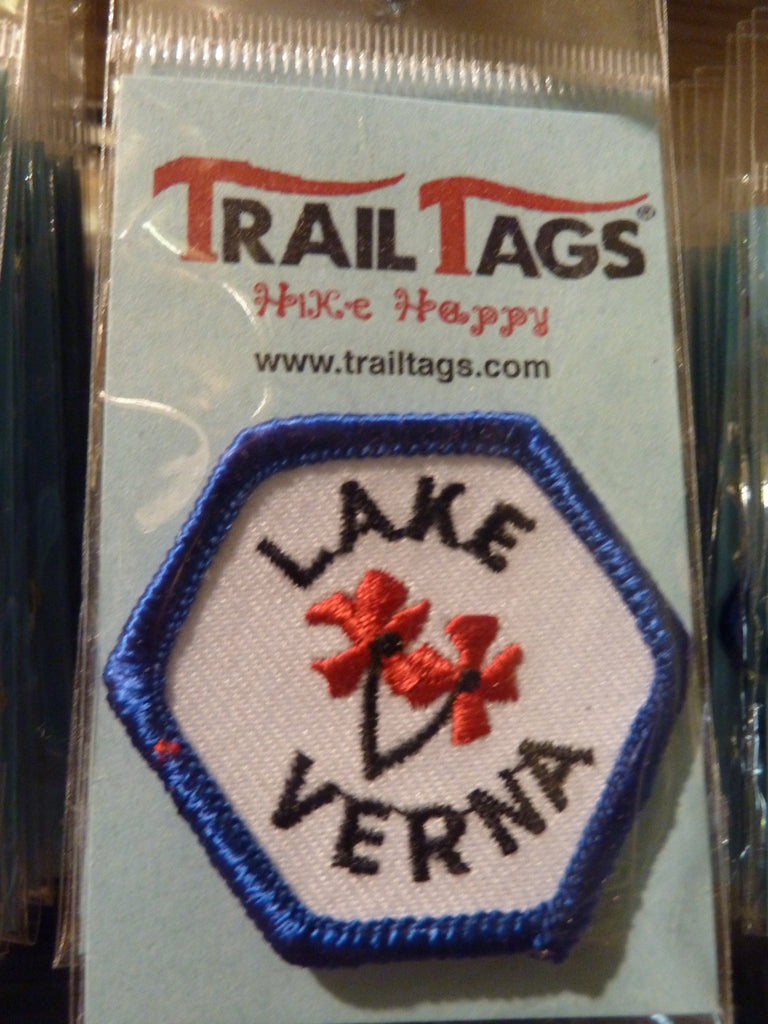 TRAIL TAGS®
Hike Happy
www.trailtags.com
LAKE
VERNA